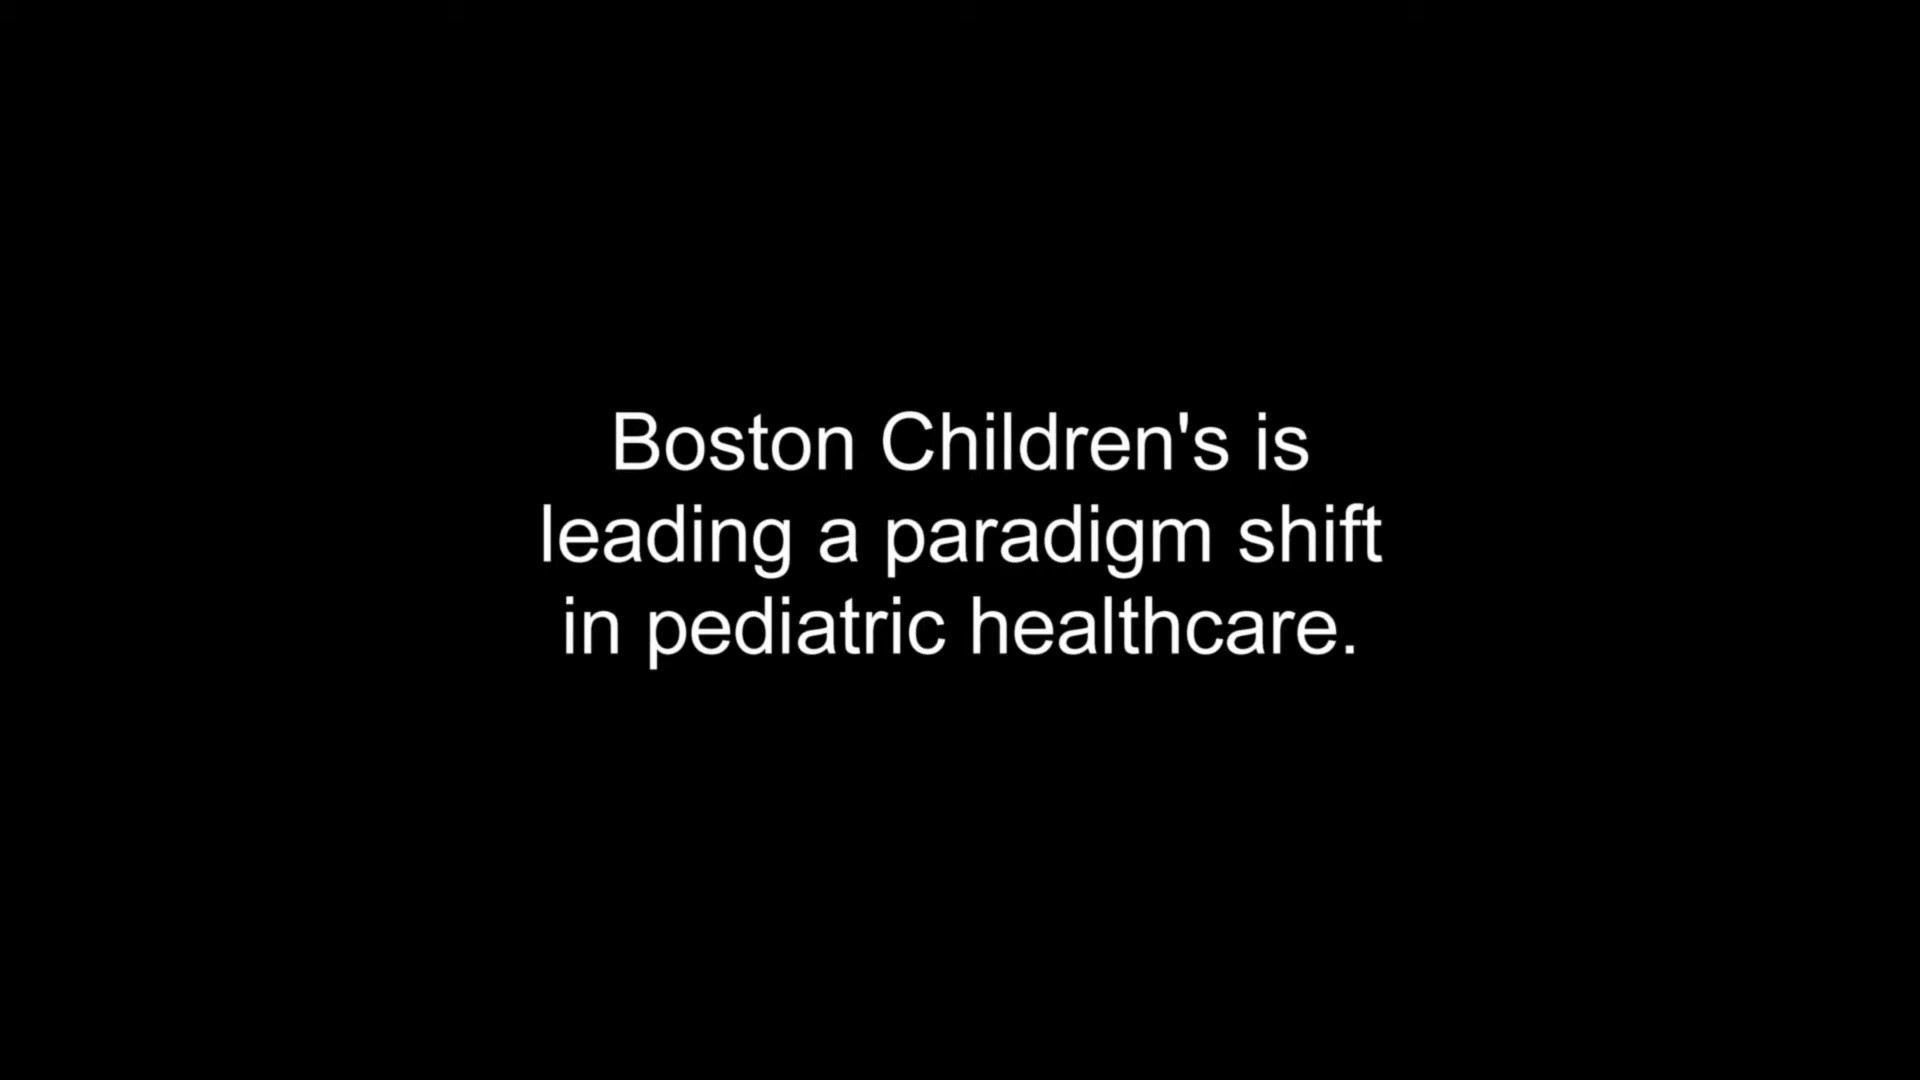 Boston Children's is
leading a paradigm shift
in pediatric healthcare.